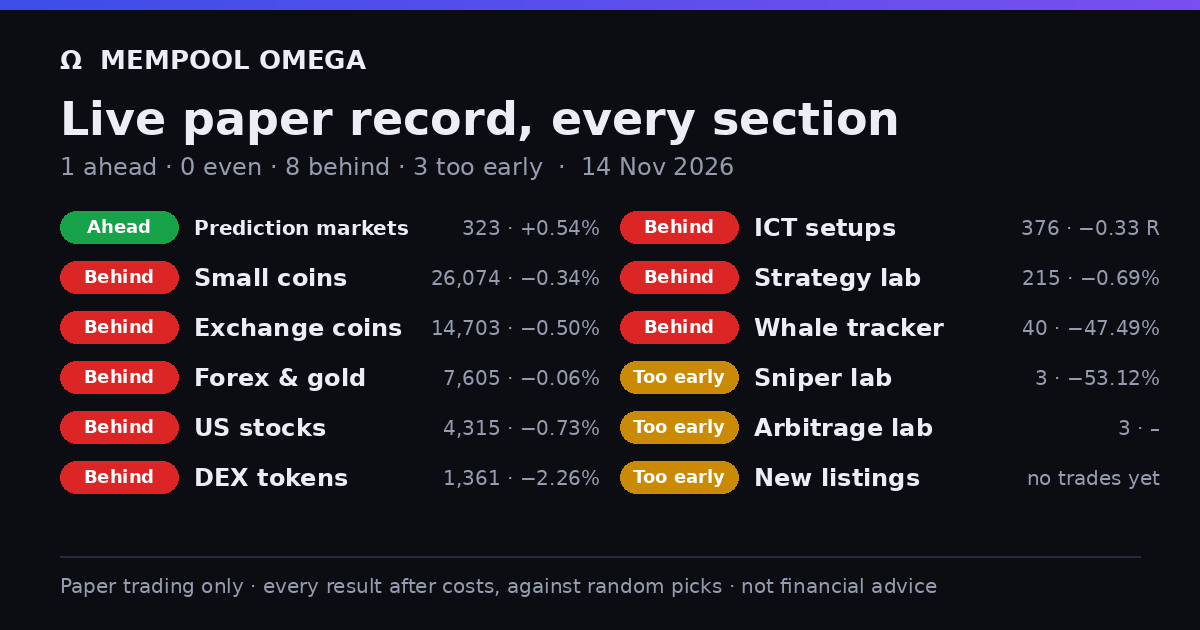 Ω MEMPOOL OMEGA
Live paper record, every section
1 ahead · 0 even · 8 behind · 3 too early · 14 Nov 2026
Ahead Prediction markets 323 · +0.54%
Behind Small coins 26,074 · −0.34%
Behind Exchange coins 14,703 · −0.50%
Behind Forex & gold 7,605 · −0.06%
Behind US stocks 4,315 · −0.73%
Behind DEX tokens 1,361 · −2.26%
Behind ICT setups 376 · −0.33 R
Behind Strategy lab 215 · −0.69%
Behind Whale tracker 40 · −47.49%
Too early Sniper lab 3 · −53.12%
Too early Arbitrage lab 3 · –
Too early New listings no trades yet
Paper trading only · every result after costs, against random picks · not financial advice